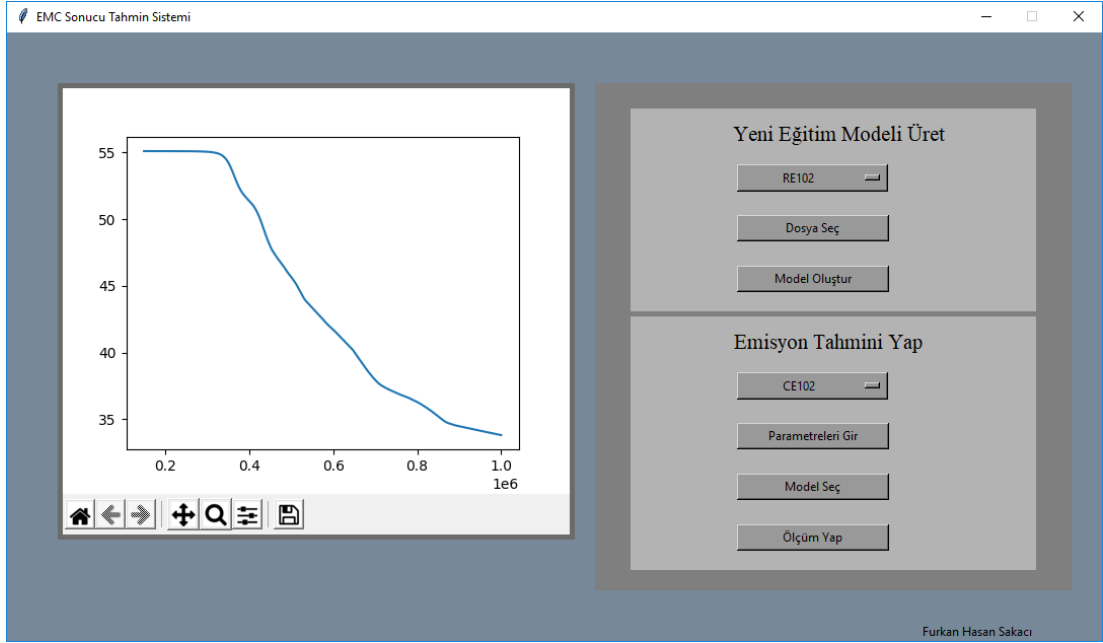 EMC Sonucu Tahmin Sistemi
55
50
45
40
35
0.2 0.4 0.6 0.8 1.0
1e6
Yeni Eğitim Modeli Üret
RE102
Dosya Seç
Model Oluştur
Emisyon Tahmini Yap
CE102
Parametreleri Gir
Model Seç
Ölçüm Yap
Furkan Hasan Sakacı